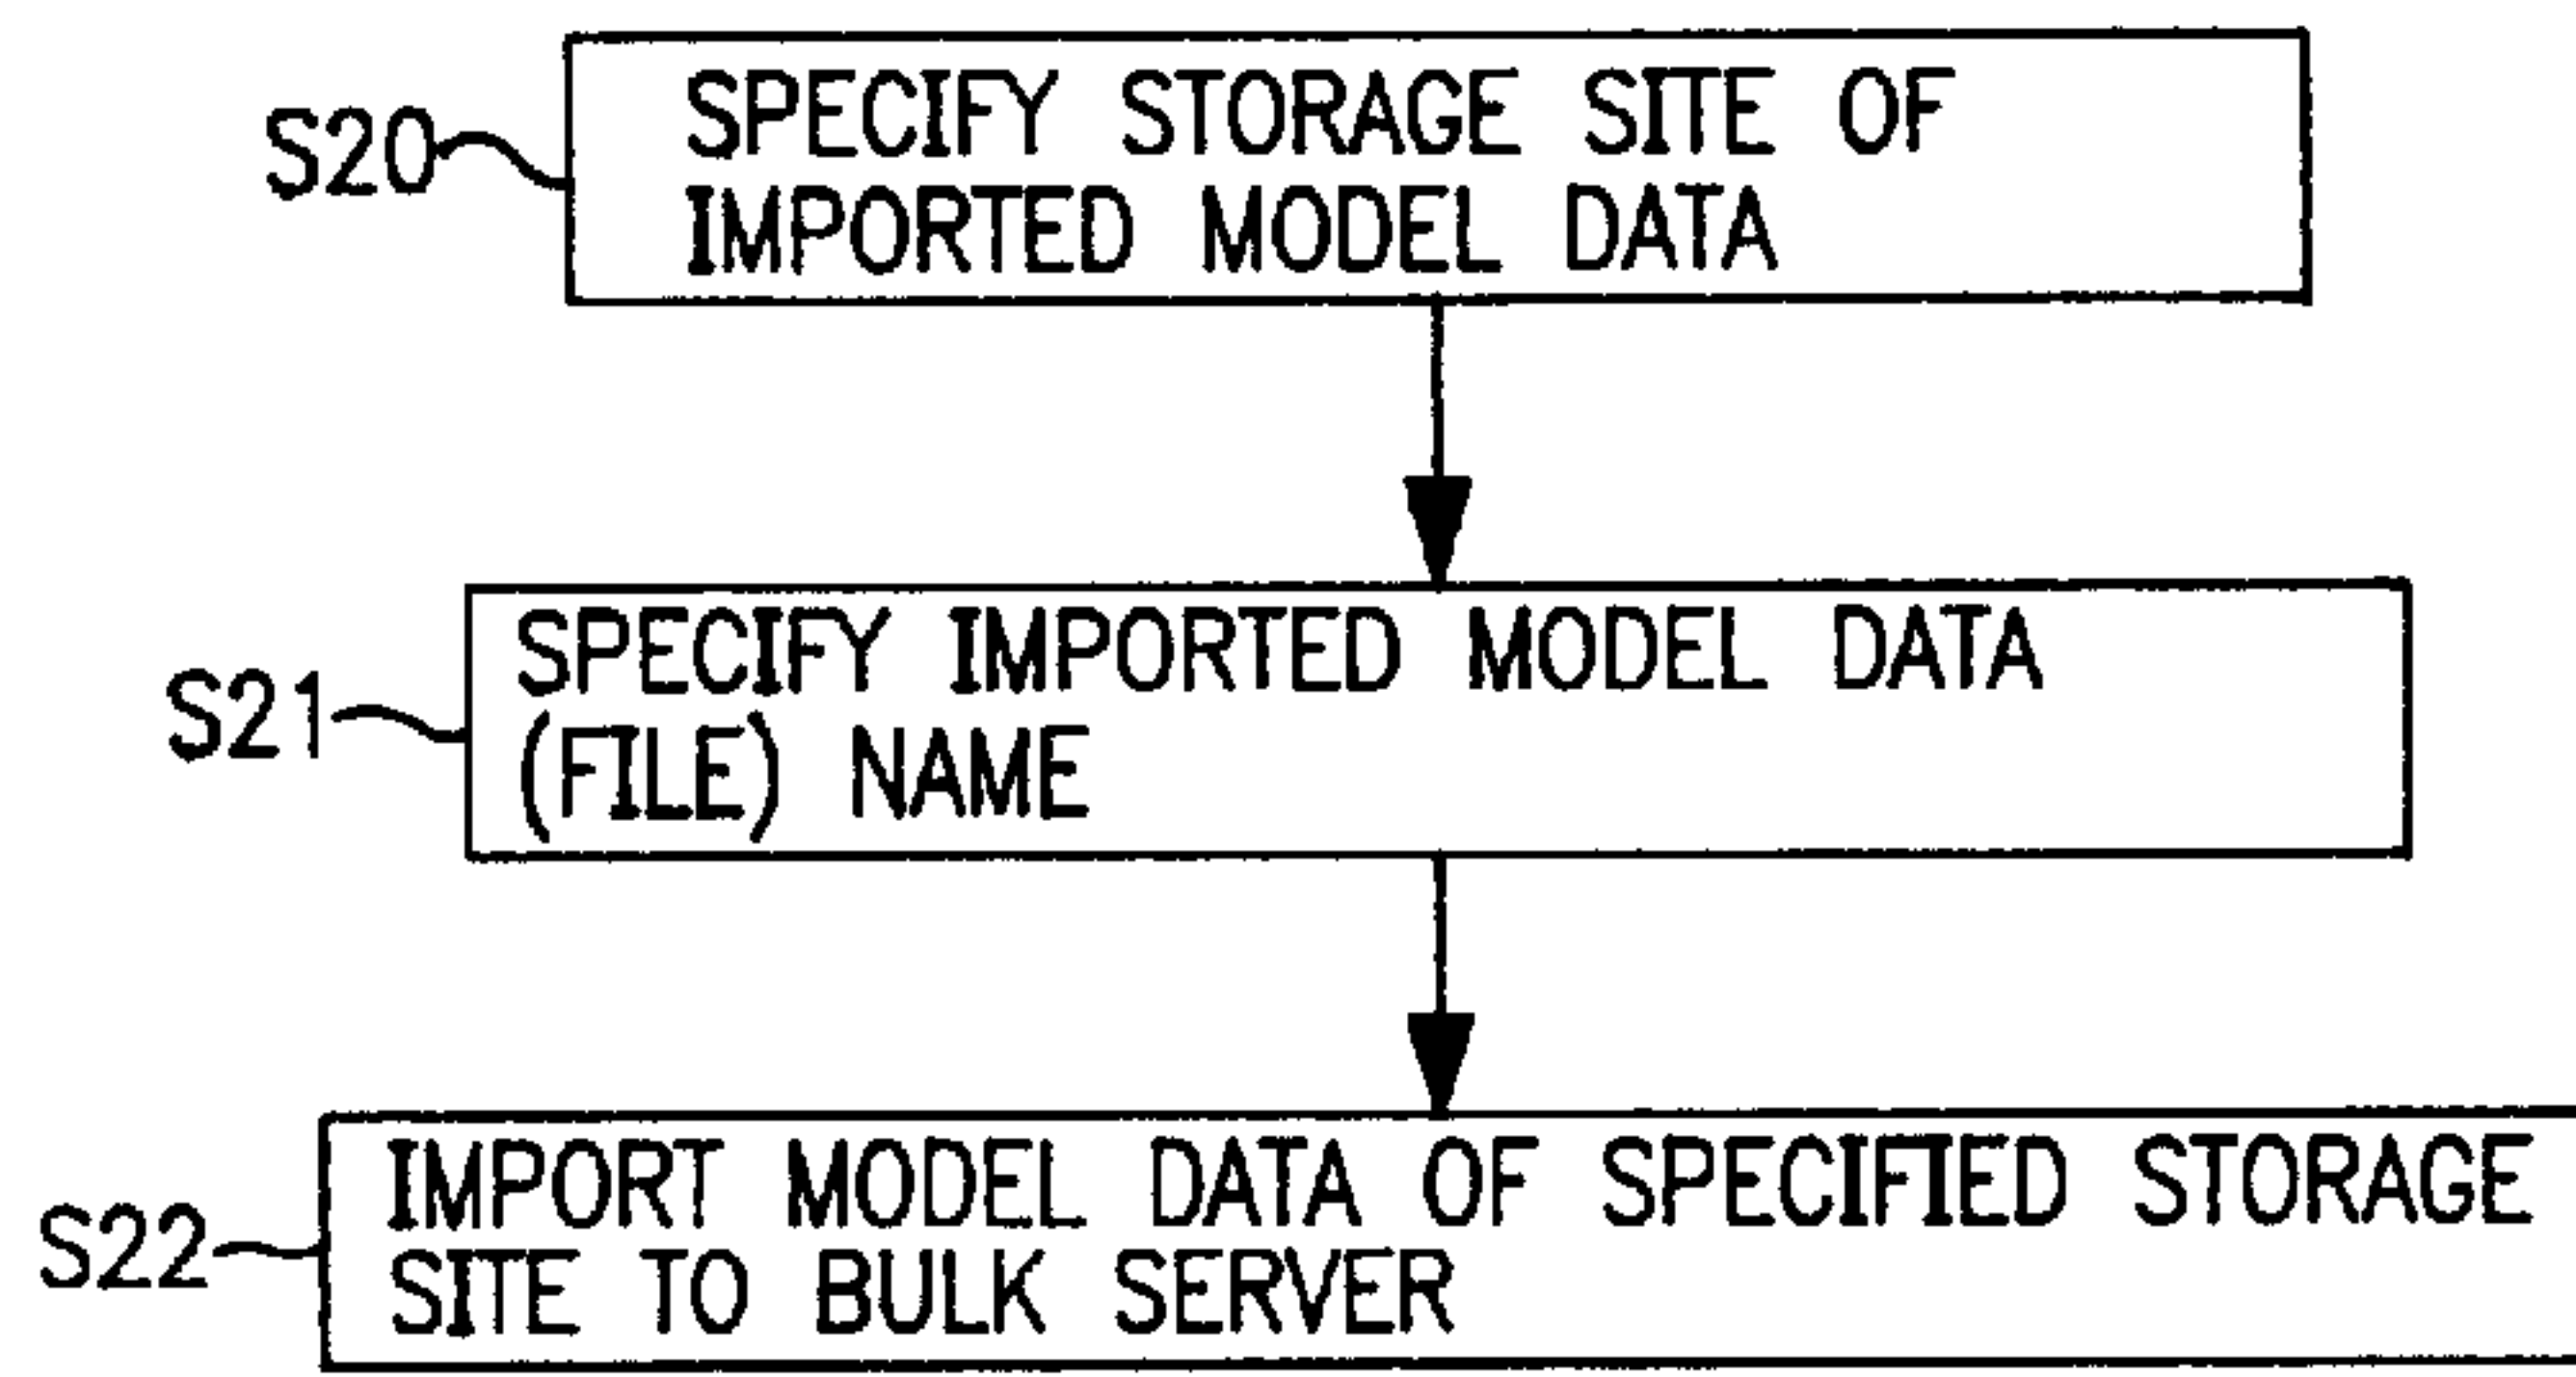 S20
SPECIFY STORAGE SITE OF
IMPORTED MODEL DATA
S21
SPECIFY IMPORTED MODEL DATA
(FILE) NAME
S22
IMPORT MODEL DATA OF SPECIFIED STORAGE
SITE TO BULK SERVER